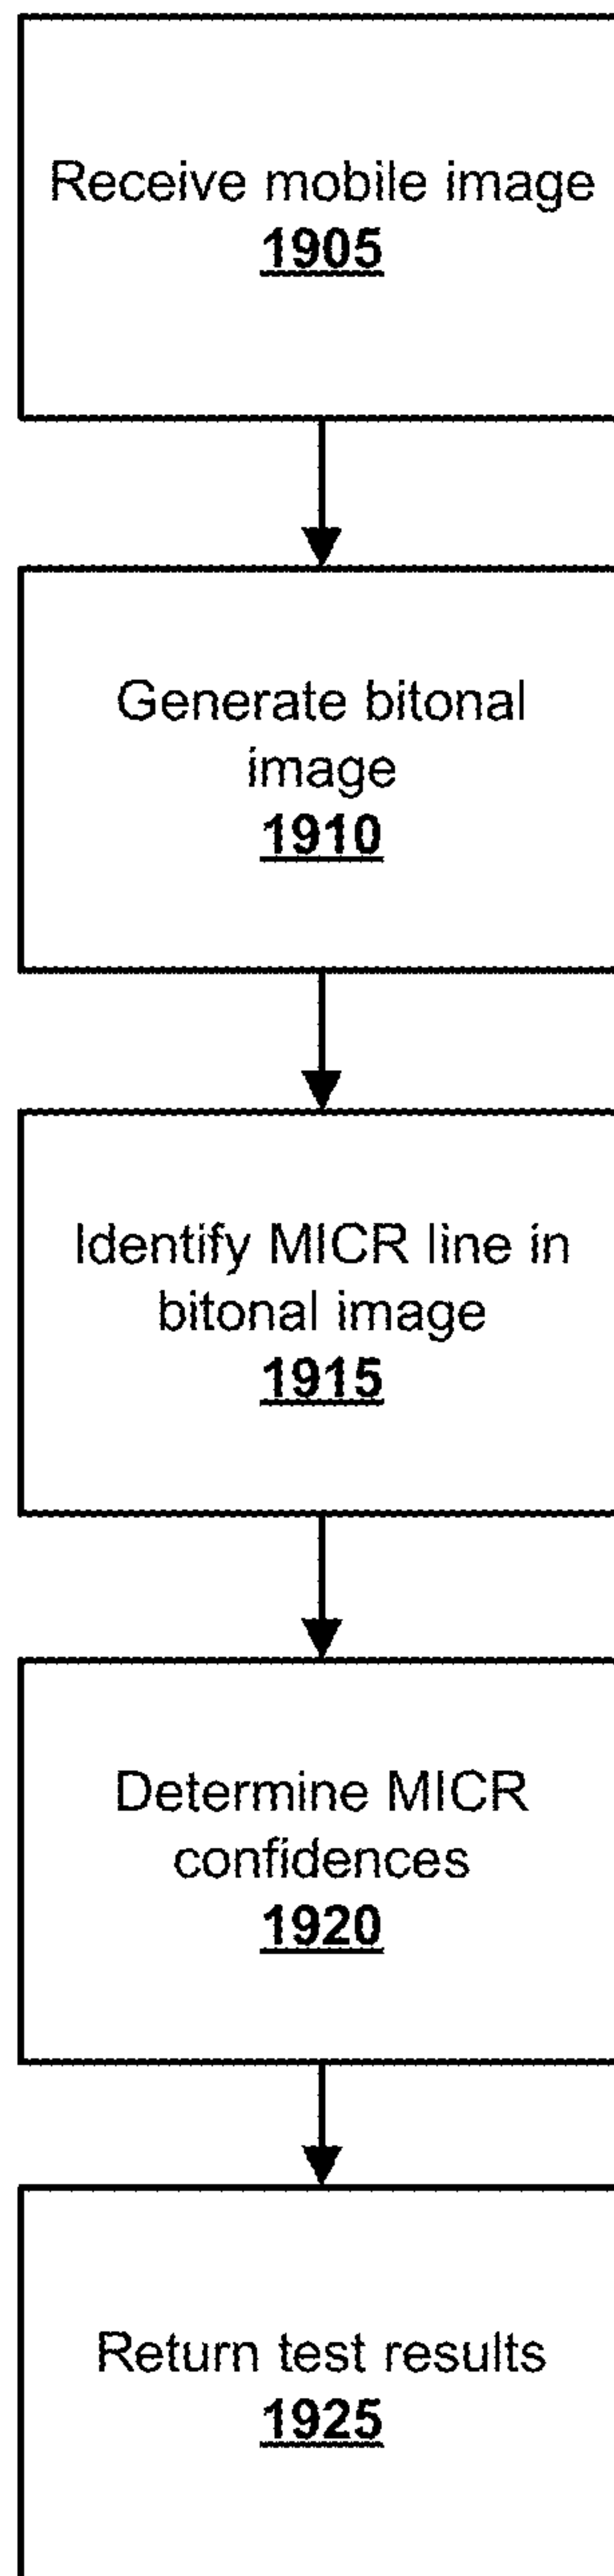 Receive mobile image
1905
Generate bitonal
image
1910
Identify MICR line in
bitonal image
1915
Determine MICR
confidences
1920
Return test results
1925